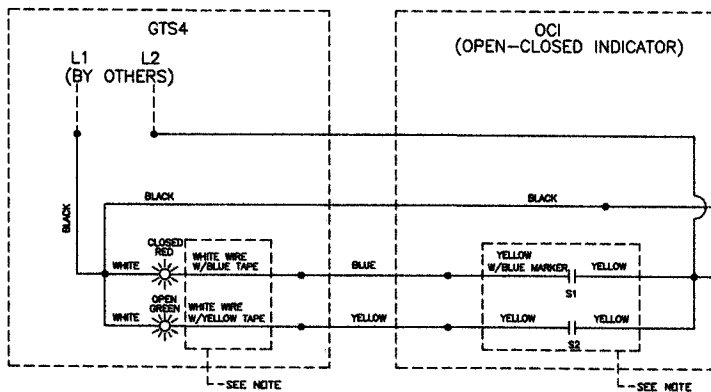 GTS4
OCI
(OPEN-CLOSED INDICATOR)
L1 L2
(BY OTHERS)
BLACK
BLACK
BLACK
CLOSED
RED
WHITE
WHITE WIRE
W/BLUE TAPE
BLUE
YELLOW
W/BLUE MARKER
YELLOW
S1
OPEN
GREEN
WHITE
WHITE WIRE
W/YELLOW TAPE
YELLOW
YELLOW
YELLOW
S2
SEE NOTE
SEE NOTE